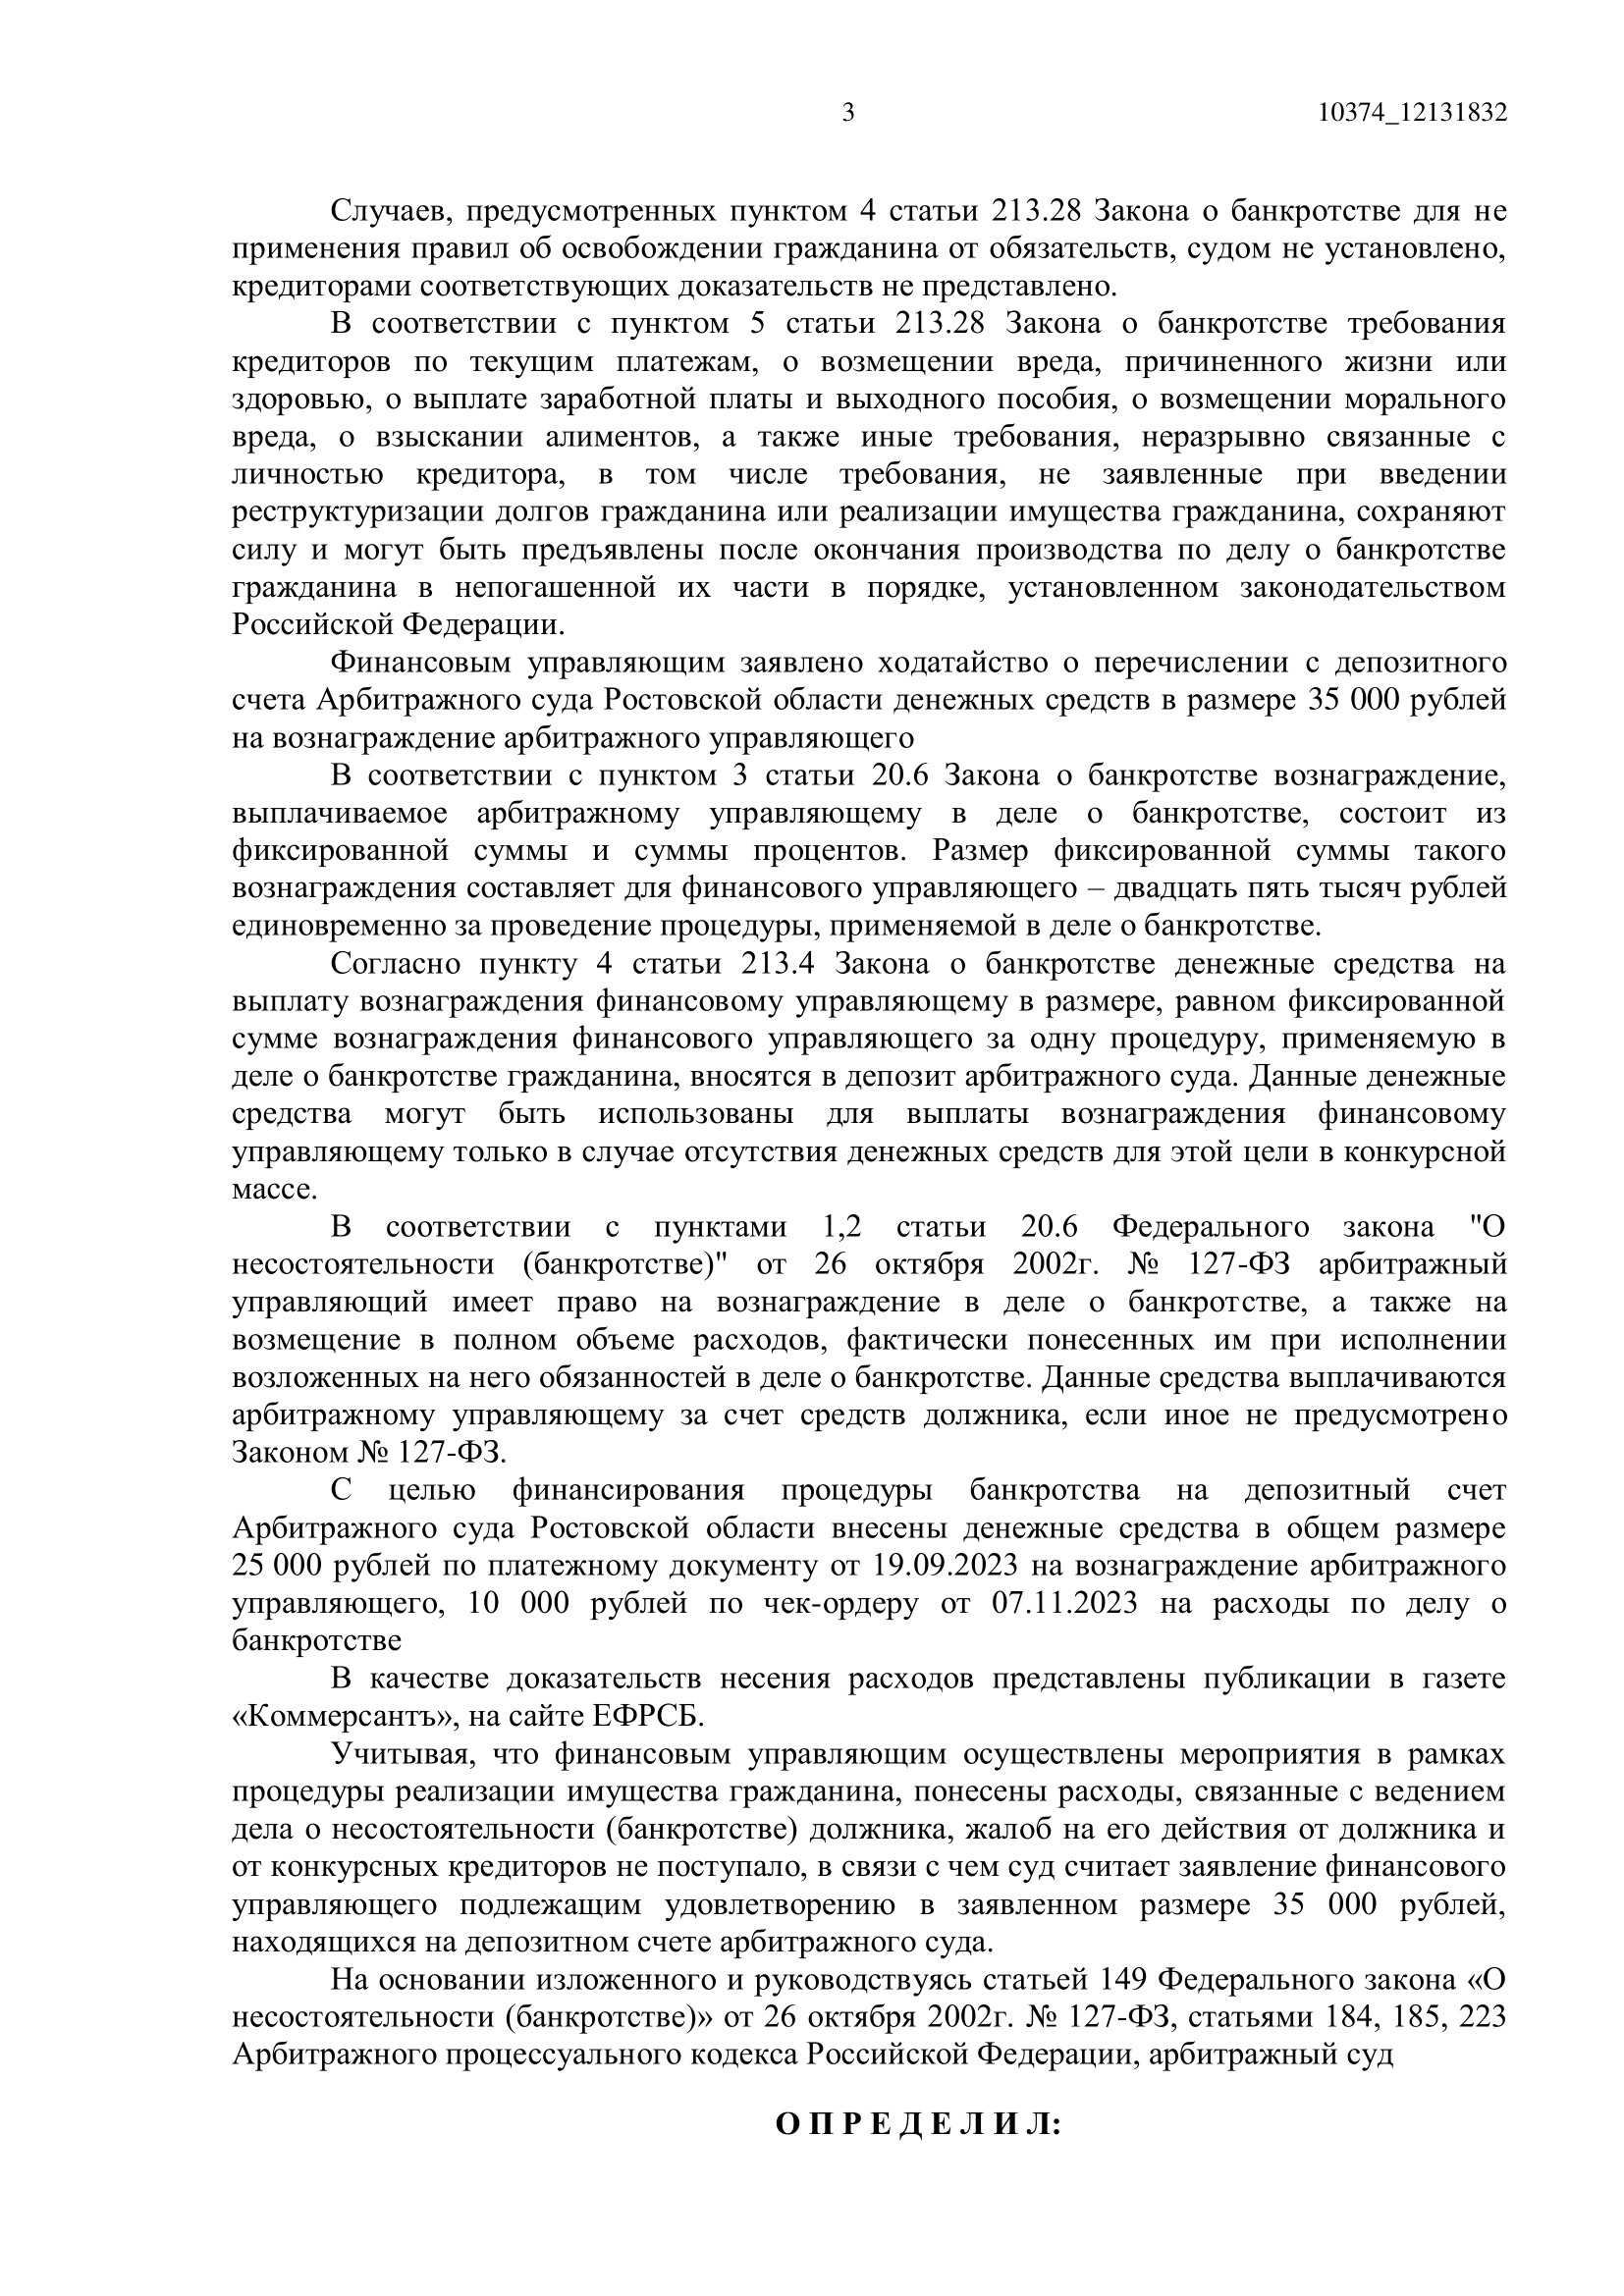 3
10374_12131832
Случаев, предусмотренных пунктом 4 статьи 213.28 Закона о банкротстве для не
применения правил об освобождении гражданина от обязательств, судом не установлено,
кредиторами соответствующих доказательств не представлено.
В соответствии с пунктом 5 статьи 213.28 Закона о банкротстве требования
кредиторов по текущим платежам, о возмещении вреда, причиненного жизни или
здоровью, о выплате заработной платы и выходного пособия, о возмещении морального
вреда, о взыскании алиментов, а также иные требования, неразрывно связанные с
личностью кредитора, в том числе требования, не заявленные при введении
реструктуризации долгов гражданина или реализации имущества гражданина, сохраняют
силу и могут быть предъявлены после окончания производства по делу о банкротстве
гражданина в непогашенной их части в порядке, установленном законодательством
Российской Федерации.
Финансовым управляющим заявлено ходатайство о перечислении с депозитного
счета Арбитражного суда Ростовской области денежных средств в размере 35 000 рублей
на вознаграждение арбитражного управляющего
В соответствии с пунктом 3 статьи 20.6 Закона о банкротстве вознаграждение,
выплачиваемое арбитражному управляющему в деле о банкротстве, состоит из
фиксированной суммы и суммы процентов. Размер фиксированной суммы такого
вознаграждения составляет для финансового управляющего – двадцать пять тысяч рублей
единовременно за проведение процедуры, применяемой в деле о банкротстве.
Согласно пункту 4 статьи 213.4 Закона о банкротстве денежные средства на
выплату вознаграждения финансовому управляющему в размере, равном фиксированной
сумме вознаграждения финансового управляющего за одну процедуру, применяемую в
деле о банкротстве гражданина, вносятся в депозит арбитражного суда. Данные денежные
средства могут быть использованы для выплаты вознаграждения финансовому
управляющему только в случае отсутствия денежных средств для этой цели в конкурсной
массе.
В соответствии с пунктами 1,2 статьи 20.6 Федерального закона "О
несостоятельности (банкротстве)" от 26 октября 2002г. № 127-ФЗ арбитражный
управляющий имеет право на вознаграждение в деле о банкротстве, а также на
возмещение в полном объеме расходов, фактически понесенных им при исполнении
возложенных на него обязанностей в деле о банкротстве. Данные средства выплачиваются
арбитражному управляющему за счет средств должника, если иное не предусмотрено
Законом № 127-ФЗ.
С целью финансирования процедуры банкротства на депозитный счет
Арбитражного суда Ростовской области внесены денежные средства в общем размере
25 000 рублей по платежному документу от 19.09.2023 на вознаграждение арбитражного
управляющего, 10 000 рублей по чек-ордеру от 07.11.2023 на расходы по делу о
банкротстве
В качестве доказательств несения расходов представлены публикации в газете
«Коммерсантъ», на сайте ЕФРСБ.
Учитывая, что финансовым управляющим осуществлены мероприятия в рамках
процедуры реализации имущества гражданина, понесены расходы, связанные с ведением
дела о несостоятельности (банкротстве) должника, жалоб на его действия от должника и
от конкурсных кредиторов не поступало, в связи с чем суд считает заявление финансового
управляющего подлежащим удовлетворению в заявленном размере 35 000 рублей,
находящихся на депозитном счете арбитражного суда.
На основании изложенного и руководствуясь статьей 149 Федерального закона «О
несостоятельности (банкротстве)» от 26 октября 2002г. № 127-ФЗ, статьями 184, 185, 223
Арбитражного процессуального кодекса Российской Федерации, арбитражный суд
О П Р Е Д Е Л И Л: